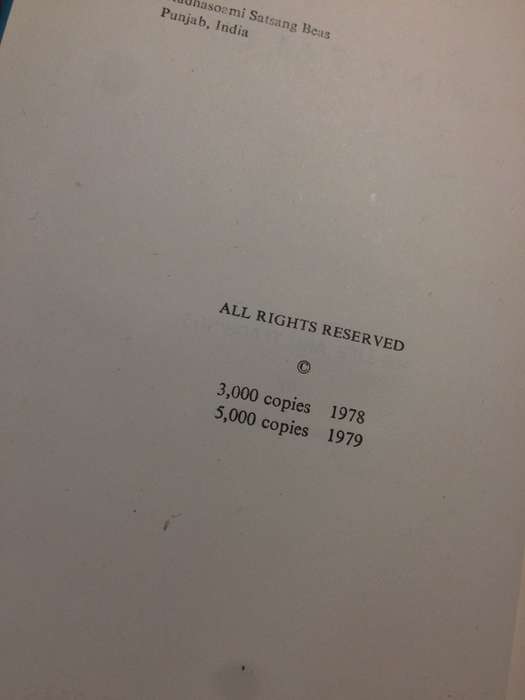 Satsang Beas
Punjab, India
ALL RIGHTS RESERVED
©
3,000 copies 1978
5,000 copies 1979